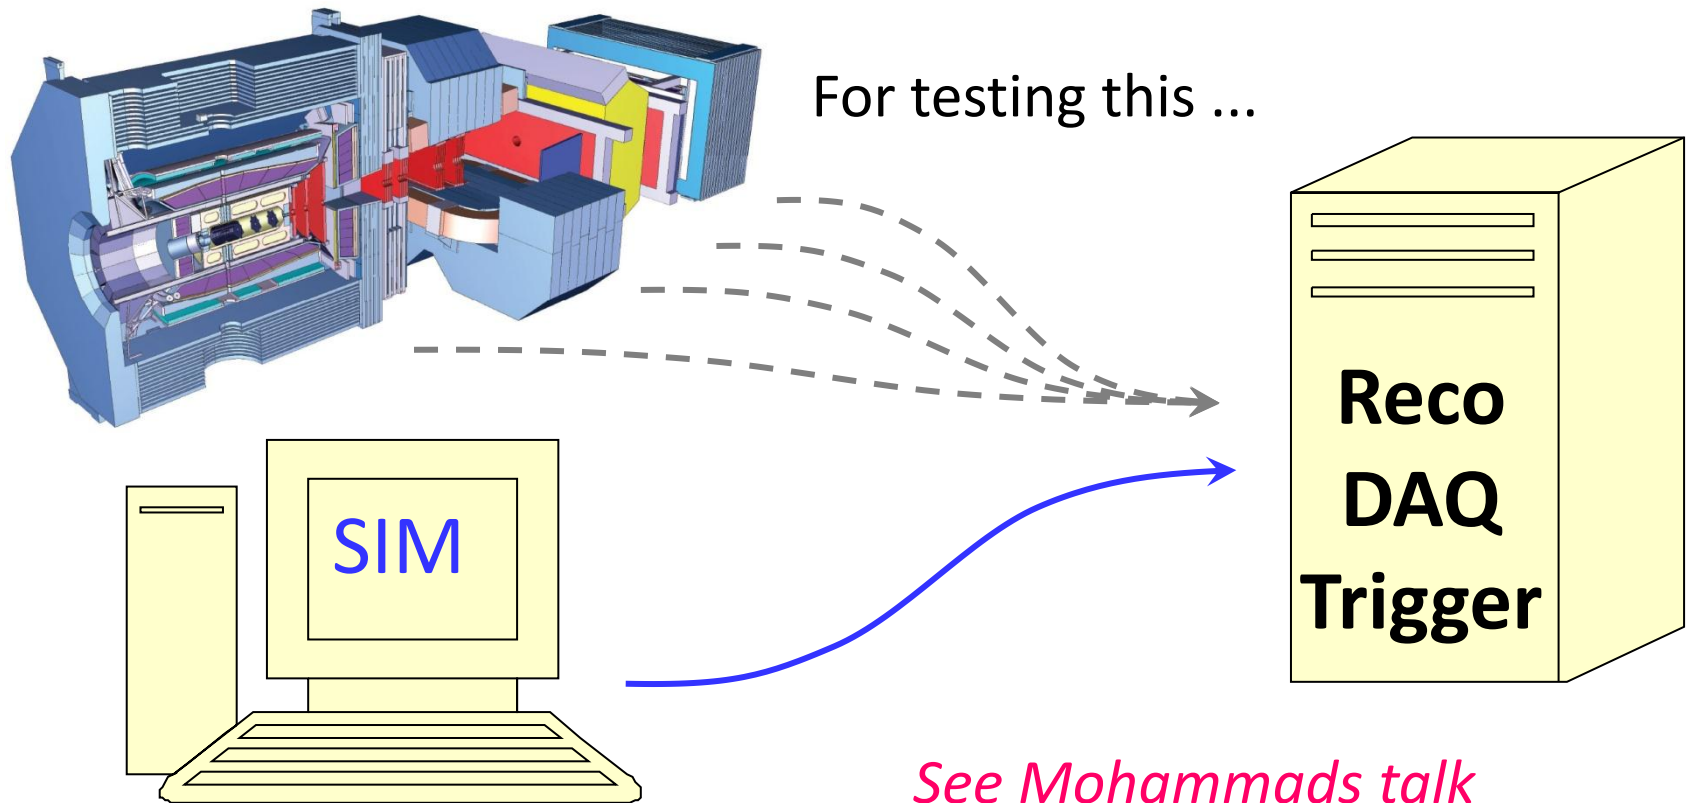 For testing this ...
Reco
DAQ
Trigger
SIM
See Mohammads talk